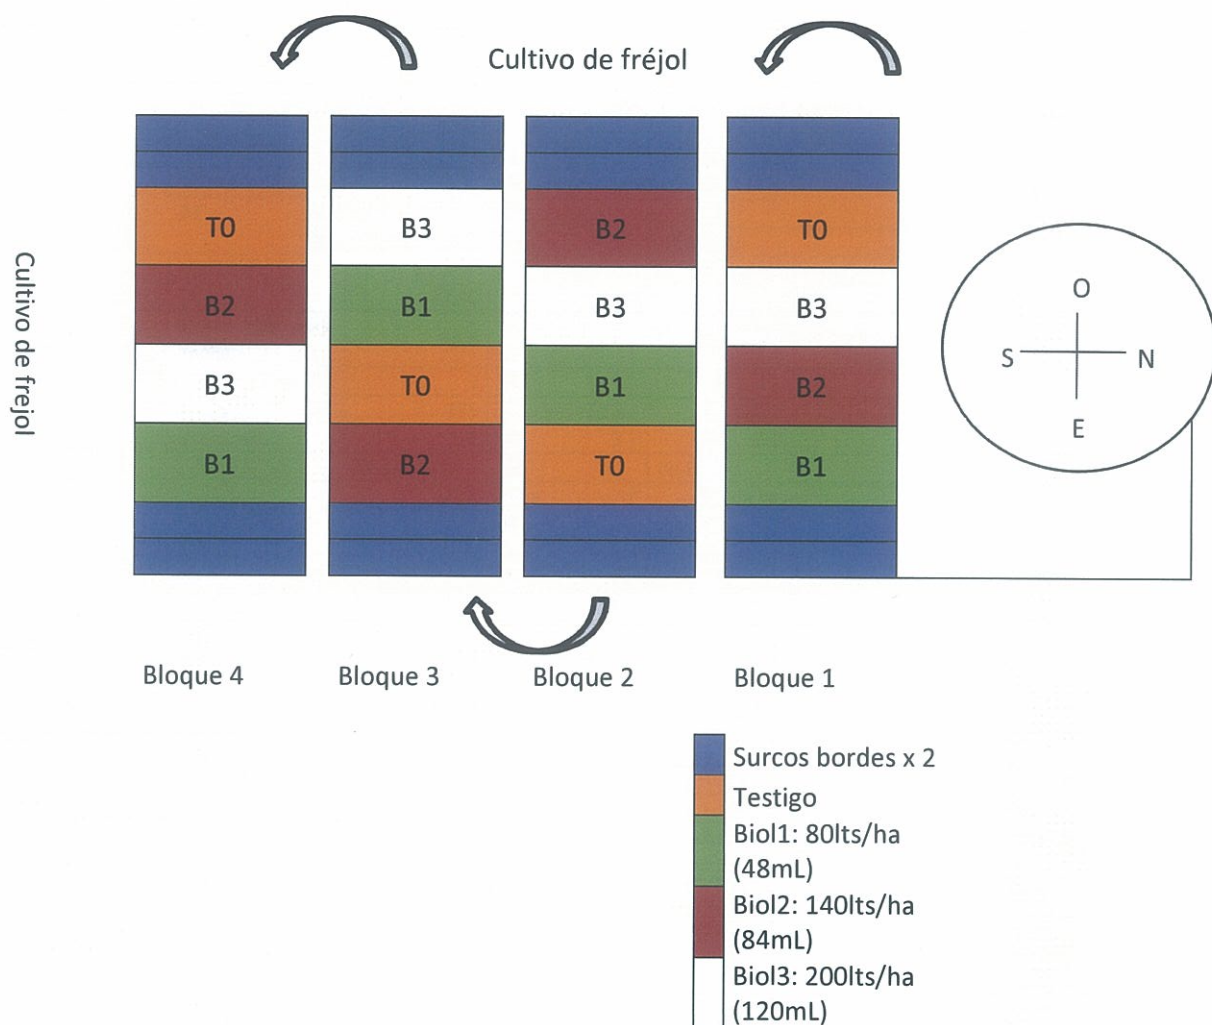 Cultivo de fréjol
Cultivo de frejol
T0 B3 B2 T0
B2 B1 B3 B3
B3 T0 B1 B2
B1 B2 T0 B1
O
S N
E
Bloque 4 Bloque 3 Bloque 2 Bloque 1
Surcos bordes x 2
Testigo
Biol1: 80lts/ha
(48mL)
Biol2: 140lts/ha
(84mL)
Biol3: 200lts/ha
(120mL)